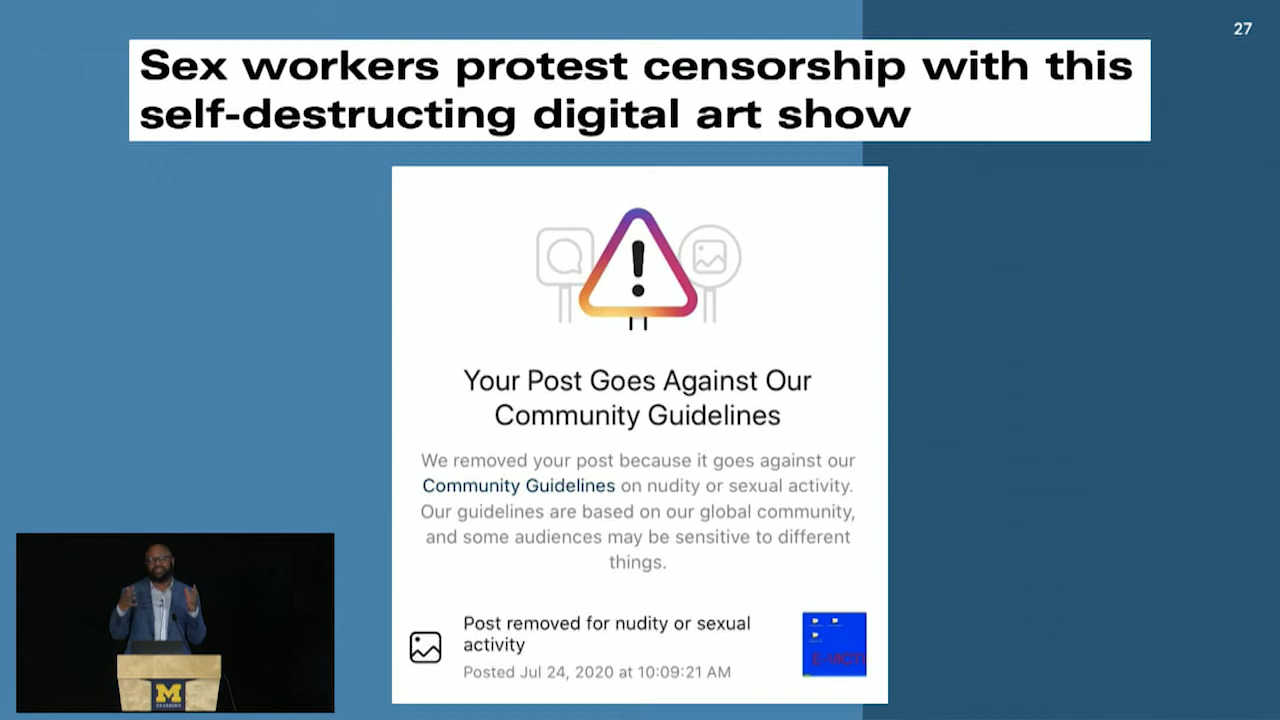 27
Sex workers protest censorship with this
self-destructing digital art show
Your Post Goes Against Our
Community Guidelines
We removed your post because it goes against our
Community Guidelines on nudity or sexual activity.
Our guidelines are based on our global community,
and some audiences may be sensitive to different
things.
Post removed for nudity or sexual
activity
Posted Jul 24, 2020 at 10:09:21 AM
M